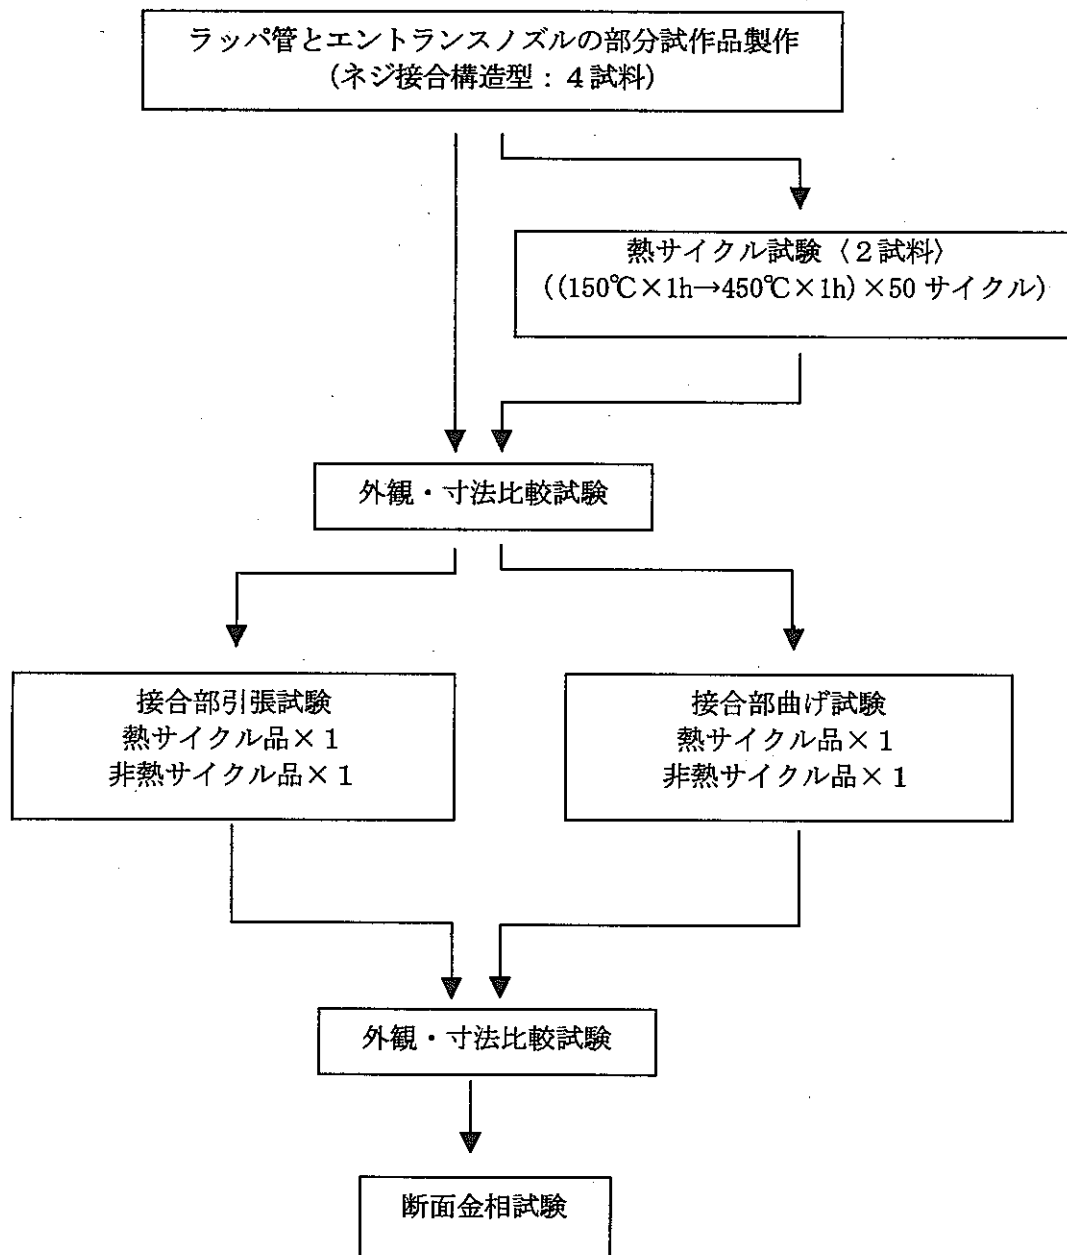 ラッパ管とエントランスノズルの部分試作品製作
(ネジ接合構造型：４試料)
熱サイクル試験〈２試料〉
((150℃×1h→450℃×1h)×50 サイクル)
外観・寸法比較試験
接合部引張試験
熱サイクル品×１
非熱サイクル品×１
接合部曲げ試験
熱サイクル品×１
非熱サイクル品×１
外観・寸法比較試験
断面金相試験